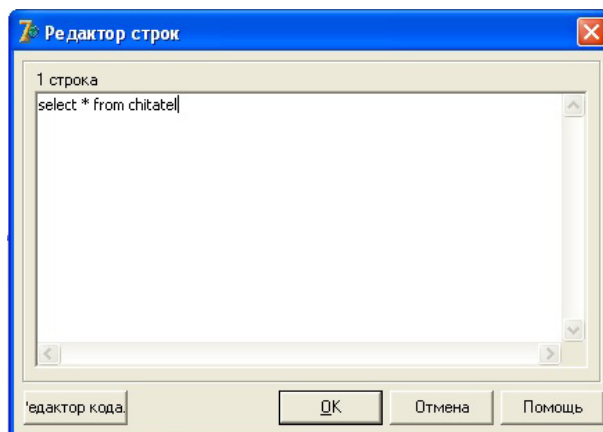 Редактор строк
1 строка
select * from chitatel
едактор кода.
OK
Отмена
Помощь